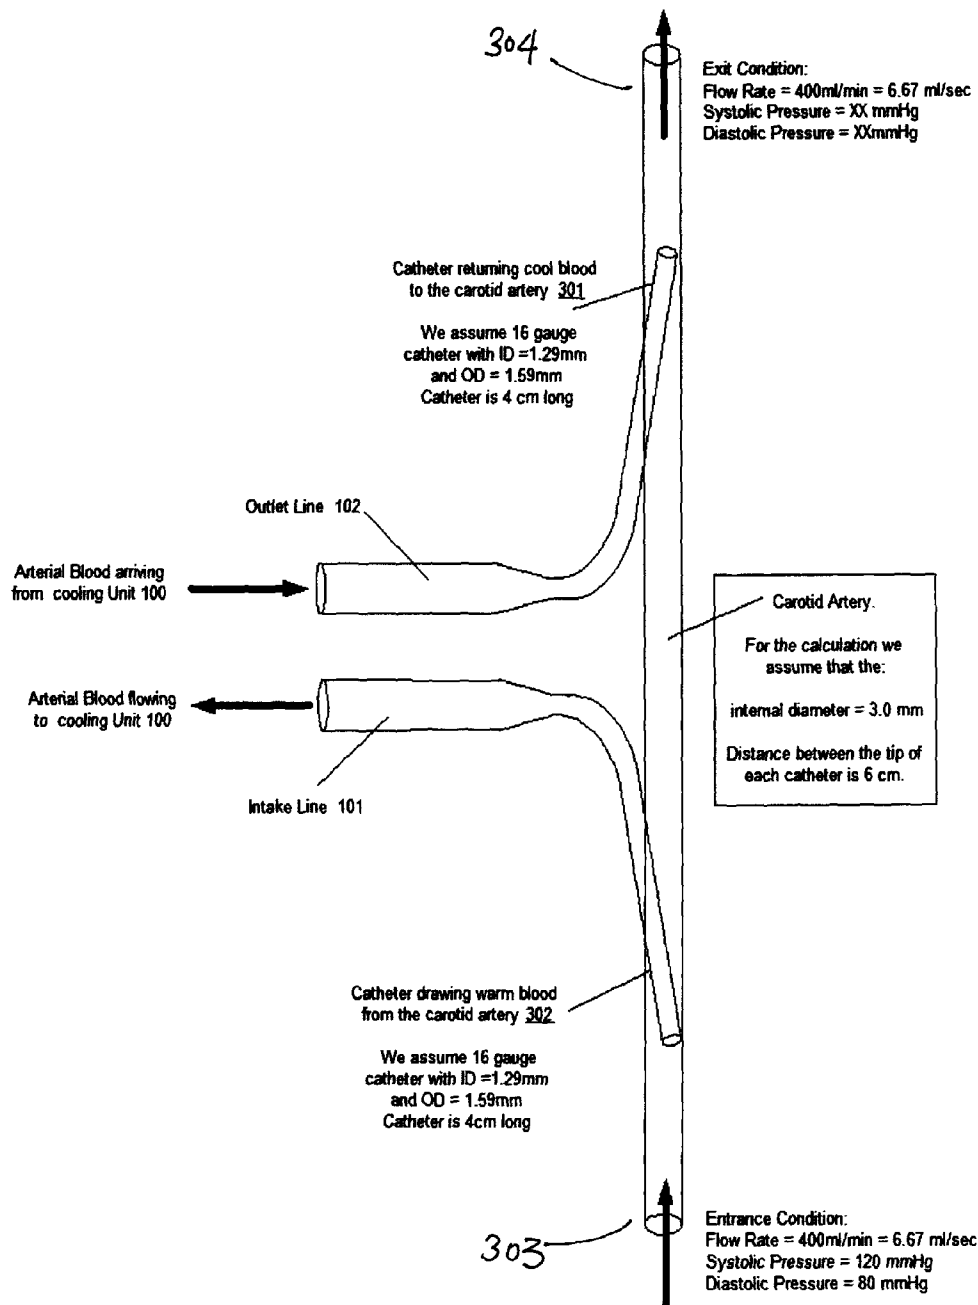 304
Exit Condition:
Flow Rate = 400ml/min = 6.67 ml/sec
Systolic Pressure = XX mmHg
Diastolic Pressure = XXmmHg
Catheter returning cool blood
to the carotid artery 301
We assume 16 gauge
catheter with ID =1.29mm
and OD = 1.59mm
Catheter is 4 cm long
Outlet Line 102
Arterial Blood arriving
from cooling Unit 100
Carotid Artery.
For the calculation we
assume that the:
internal diameter = 3.0 mm
Distance between the tip of
each catheter is 6 cm.
Arterial Blood flowing
to cooling Unit 100
Intake Line 101
Catheter drawing warm blood
from the carotid artery 302
We assume 16 gauge
catheter with ID =1.29mm
and OD = 1.59mm
Catheter is 4cm long
303
Entrance Condition:
Flow Rate = 400ml/min = 6.67 ml/sec
Systolic Pressure = 120 mmHg
Diastolic Pressure = 80 mmHg